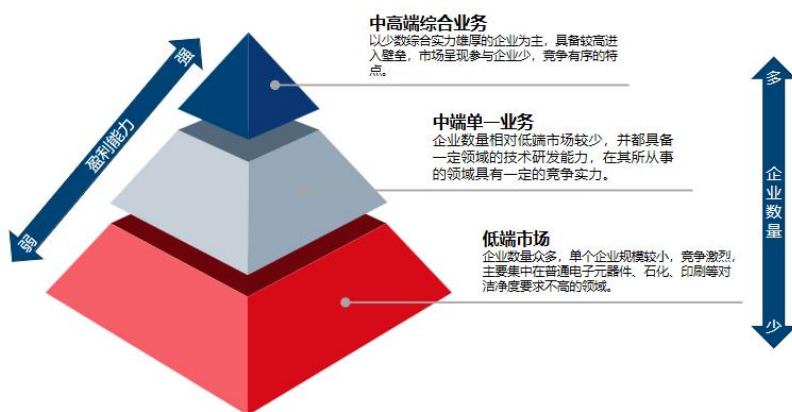 中高端综合业务
以少数综合实力雄厚的企业为主，具备较高进
入壁垒，市场呈现参与企业少，竞争有序的特
点。
强
盈利能力
弱
中端单一业务
企业数量相对低端市场较少，并都具备
一定领域的技术研发能力，在其所从事
的领域具有一定的竞争实力。
低端市场
企业数量众多，单个企业规模较小，竞争激烈，
主要集中在普通电子元器件、石化、印刷等对
洁净度要求不高的领域。
多
企业数量
少